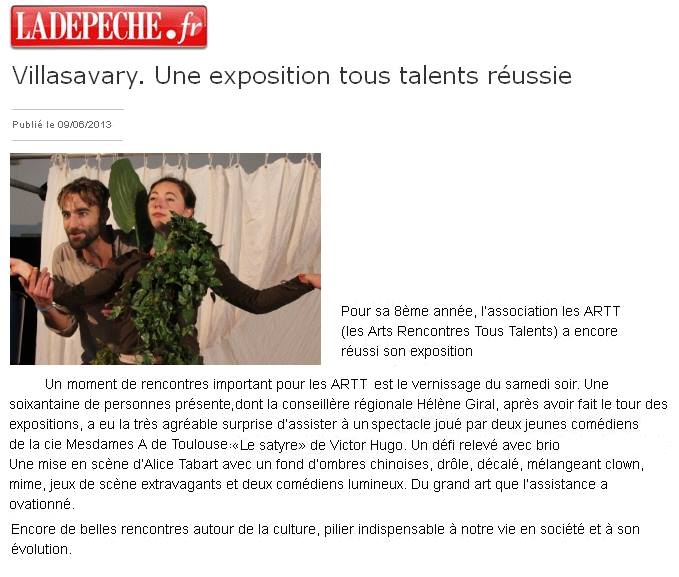 LADEPECHE.fr
Villasavary. Une exposition tous talents réussie
Publié le 09/06/2013
Pour sa 8ème année, l'association les ARTT
(les Arts Rencontres Tous Talents) a encore
réussi son exposition
Un moment de rencontres important pour les ARTT est le vernissage du samedi soir. Une
soixantaine de personnes présente,dont la conseillère régionale Hélène Giral, après avoir fait le tour des
expositions, a eu la très agréable surprise d'assister à un spectacle joué par deux jeunes comédiens
de la cie Mesdames A de Toulouse:«Le satyre» de Victor Hugo. Un défi relevé avec brio
Une mise en scène d'Alice Tabart avec un fond d'ombres chinoises, drôle, décalé, mélangeant clown,
mime, jeux de scène extravagants et deux comédiens lumineux. Du grand art que l'assistance a
ovationné.
Encore de belles rencontres autour de la culture, pilier indispensable à notre vie en société et à son
évolution.